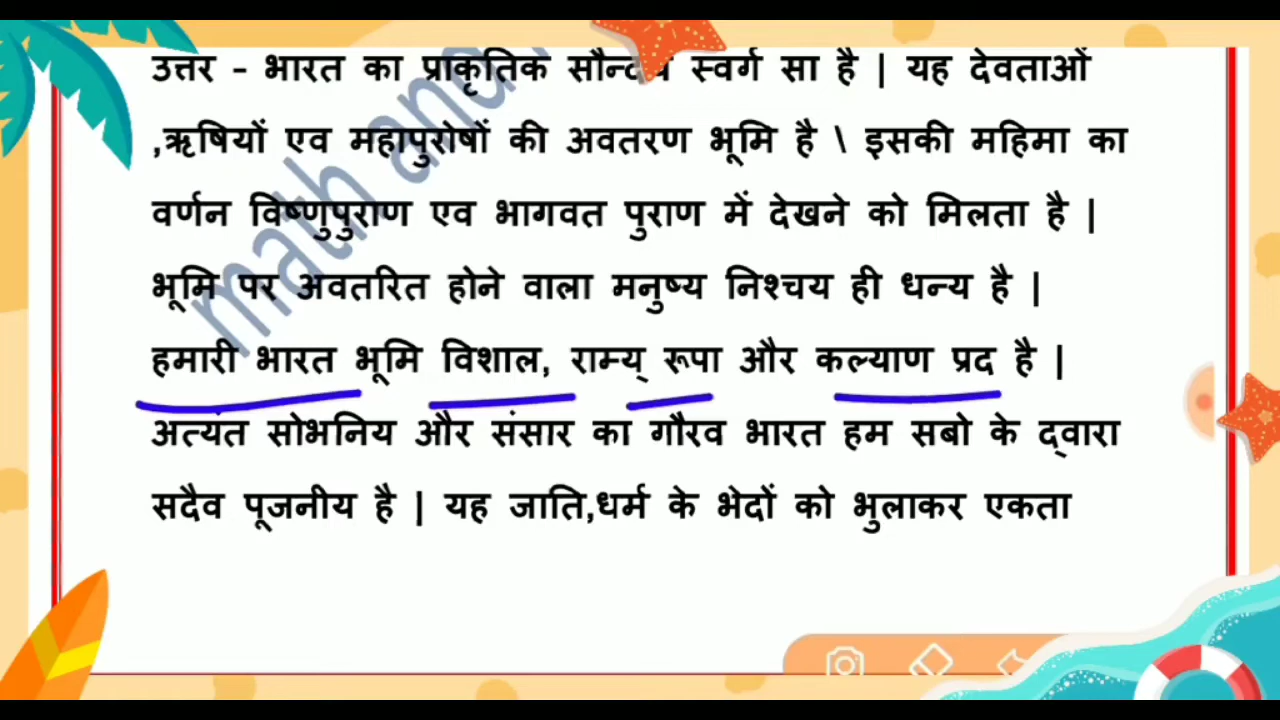 उत्तर – भारत का प्राकृतिक सौन्दर्य स्वर्ग सा है | यह देवताओं
,ऋषियों एव महापुरोषों की अवतरण भूमि है \ इसकी महिमा का
वर्णन विष्णुपुराण एव भागवत पुराण में देखने को मिलता है |
भूमि पर अवतरित होने वाला मनुष्य निश्चय ही धन्य है |
हमारी भारत भूमि विशाल, राम्य् रूपा और कल्याण प्रद है |
अत्यंत सोभनिय और संसार का गौरव भारत हम सबो के द्वारा
सदैव पूजनीय है | यह जाति,धर्म के भेदों को भुलाकर एकता
math and